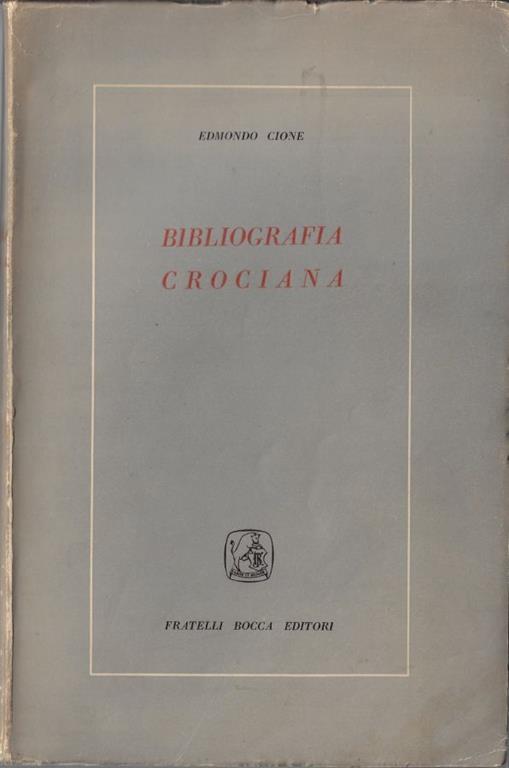 EDMONDO CIONE
BIBLIOGRAFIA
CROCIANA
FRATELLI BOCCA EDITORI